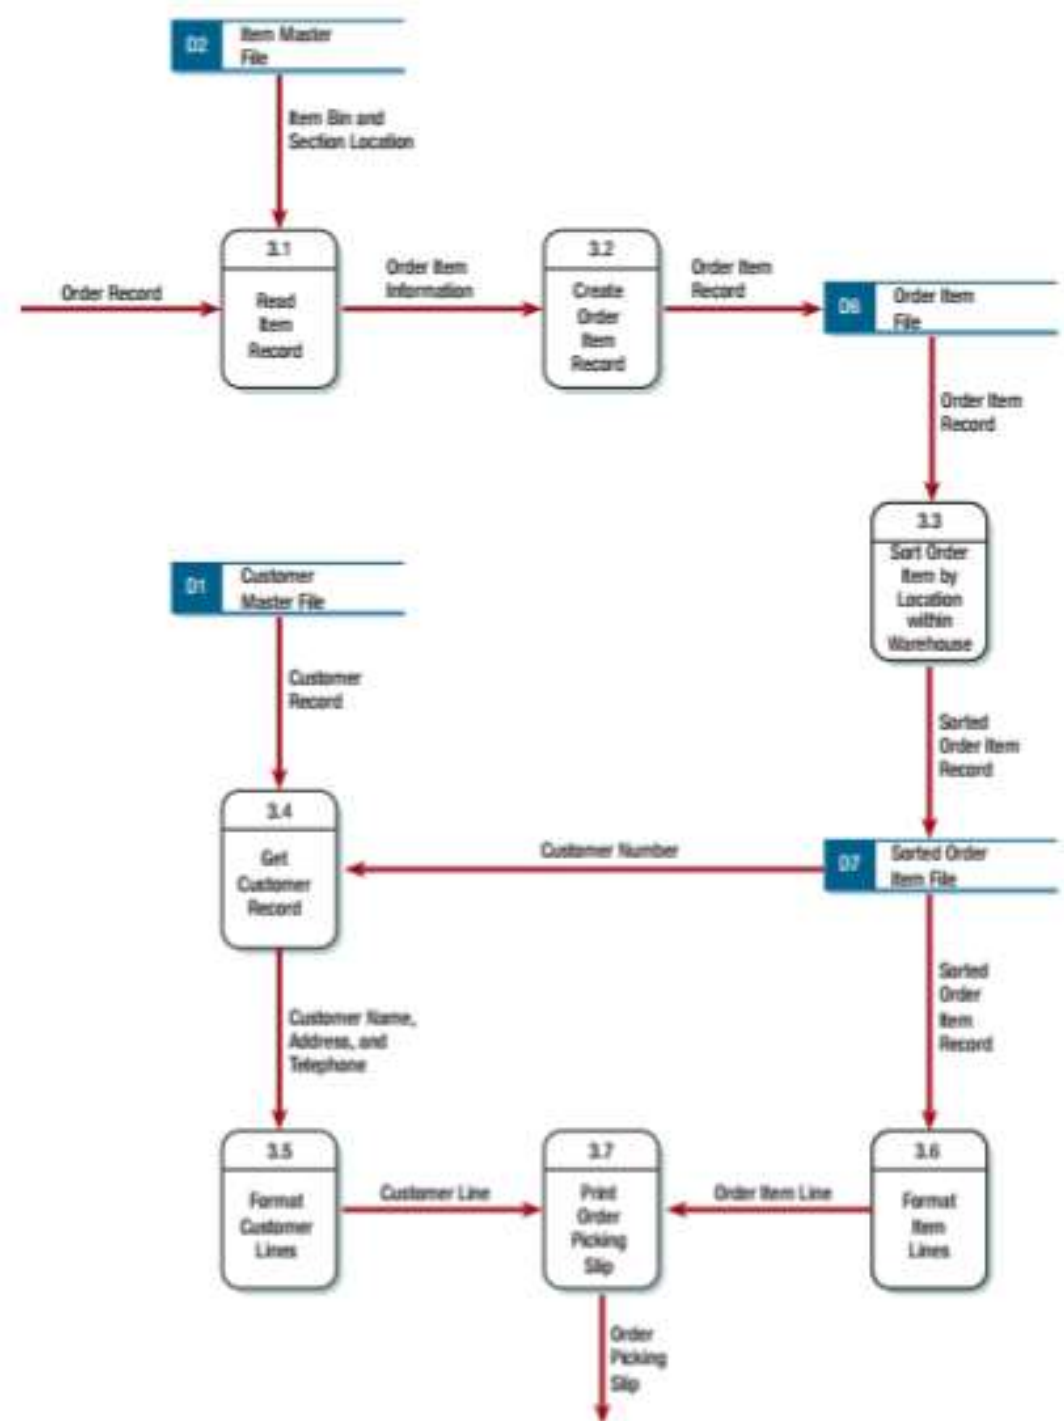 D2
Item Master
File
Item Bin and
Section Location
Order Record
3.1
Read
Item
Record
Order Item
Information
3.2
Create
Order
Item
Record
Order Item
Record
D6
Order Item
File
Order Item
Record
3.3
Sort Order
Item by
Location
within
Warehouse
D1
Customer
Master File
Customer
Record
Sorted
Order Item
Record
3.4
Get
Customer
Record
Customer Number
D7
Sorted Order
Item File
Customer Name,
Address, and
Telephone
Sorted
Order
Item
Record
3.5
Format
Customer
Lines
Customer Line
3.7
Print
Order
Picking
Slip
Order Item Line
3.6
Format
Item
Lines
Order
Picking
Slip